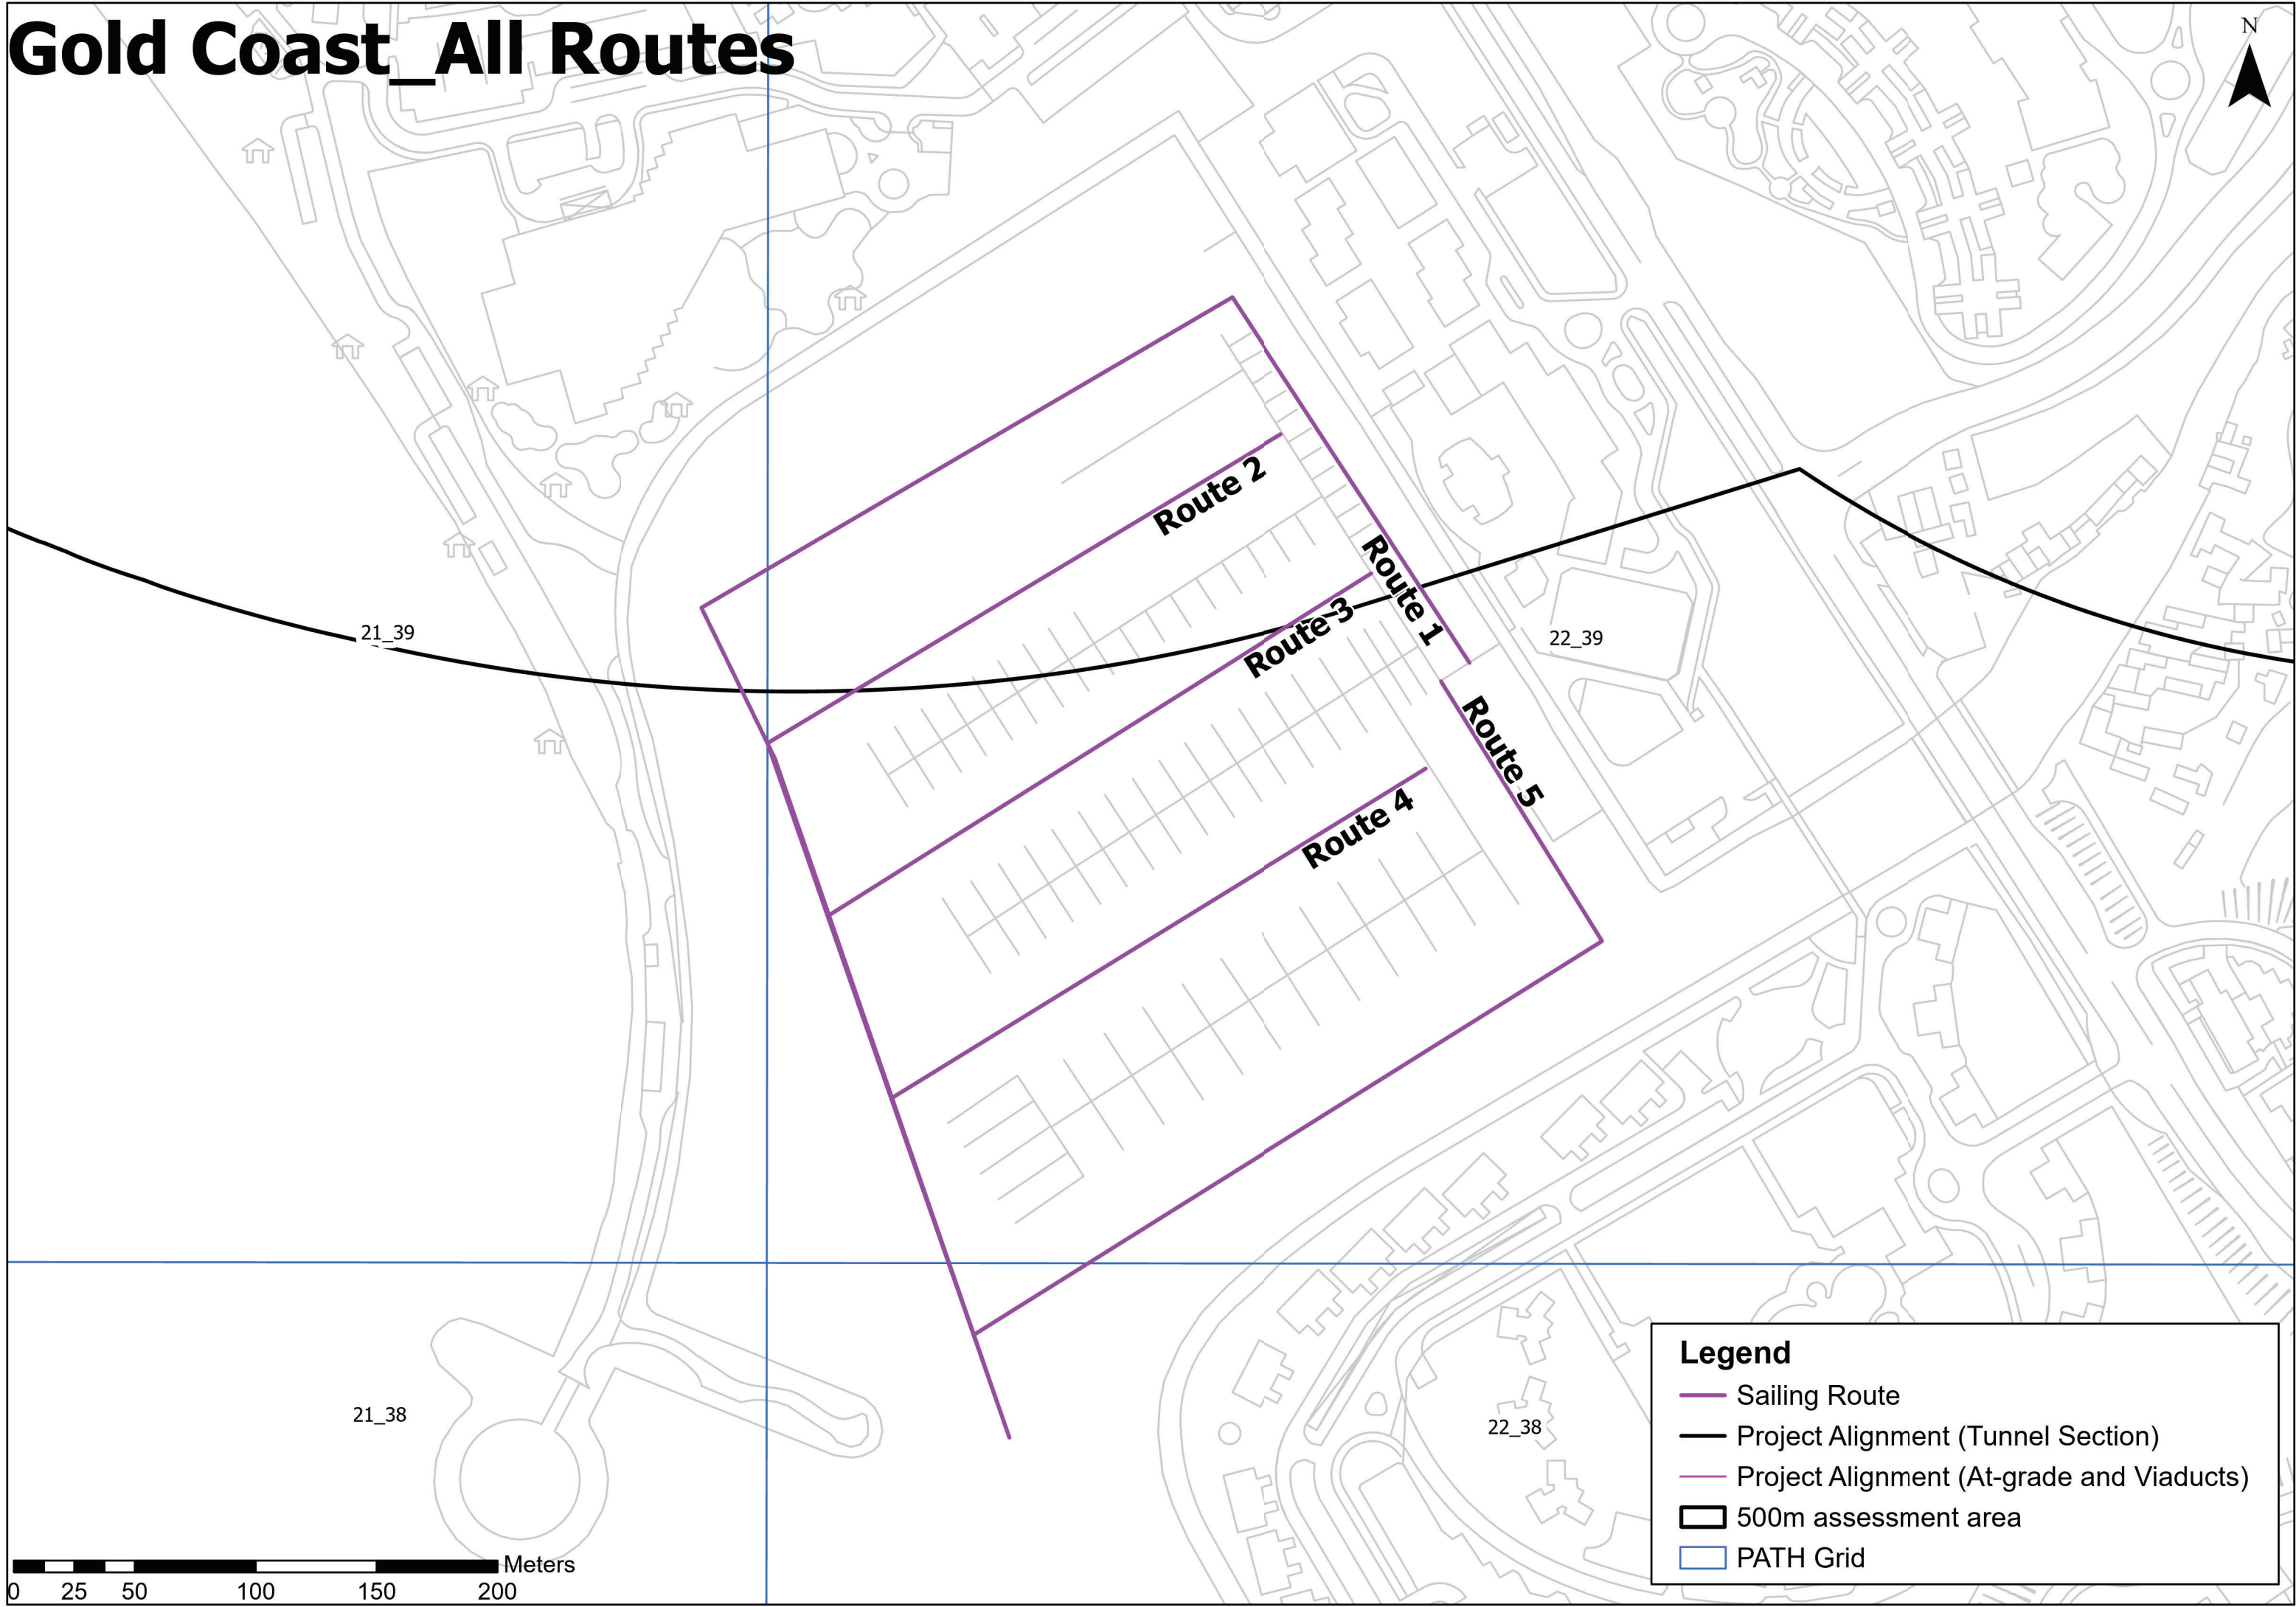 Gold Coast_All Routes
N
Route 2
Route 1
Route 3
21_39
22_39
Route 5
Route 4
21_38
22_38
Legend
Sailing Route
Project Alignment (Tunnel Section)
Project Alignment (At-grade and Viaducts)
500m assessment area
PATH Grid
Meters
0 25 50 100 150 200